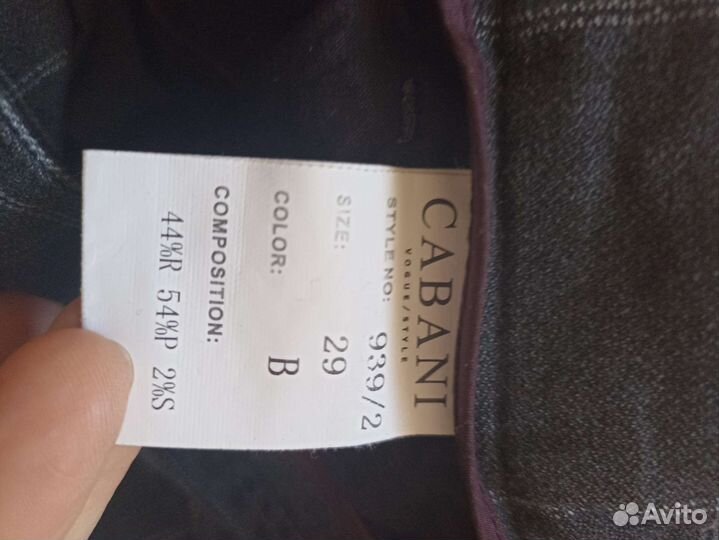 CABANI
VOGUE/STYLE
STYLE NO: 939/2
SIZE: 29
COLOR: B
COMPOSITION:
44%R 54%P 2%S
Avito